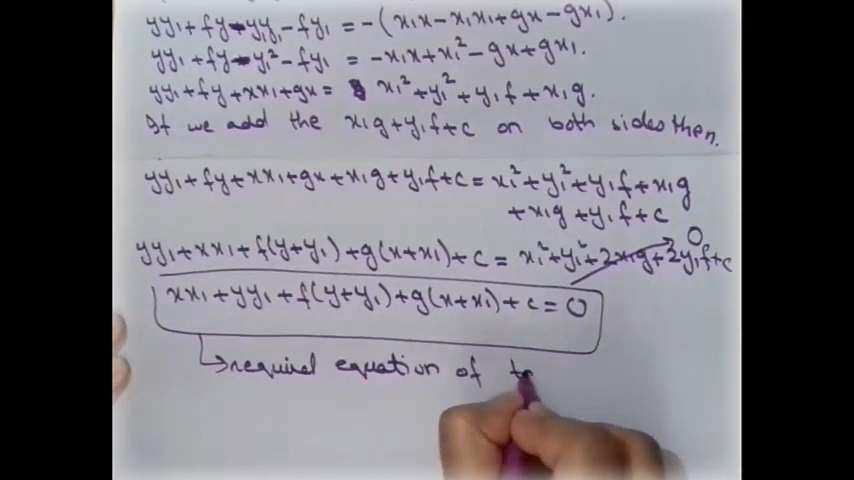 yy₁+fy-y₁y₁-fy₁ = -(x₁x-x₁x₁+gx-gx₁).
yy₁+fy-y₁²-fy₁ = -x₁x+x₁²-gx+gx₁.
yy₁+fy+xx₁+gx= x₁²+y₁²+y₁f+x₁g.
If we add the x₁g+y₁f+c on both sides then.
yy₁+fy+xx₁+gx+x₁g+y₁f+c = x₁²+y₁²+y₁f+x₁g
+x₁g+y₁f+c
0
yy₁+xx₁+f(y+y₁)+g(x+x₁)+c = x₁²+y₁²+2x₁g+2y₁f+c
xx₁+yy₁+f(y+y₁)+g(x+x₁)+c=0
→required equation of